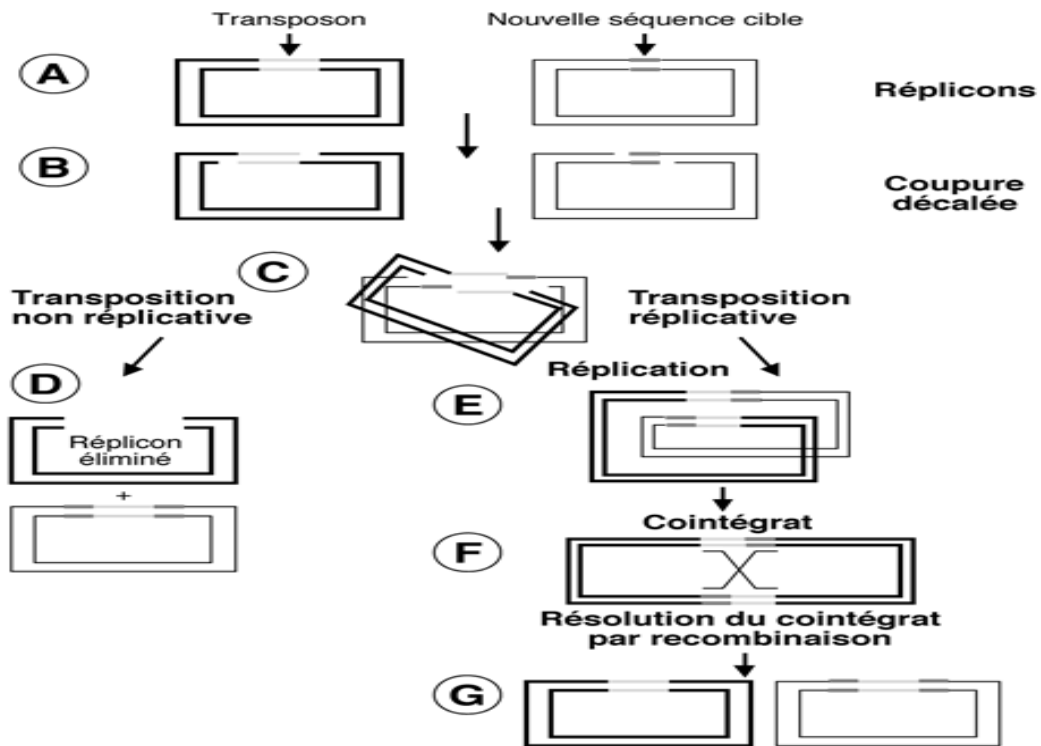 Transposon
Nouvelle séquence cible
A
Réplicons
B
Coupure
décalée
C
Transposition
non réplicative
Transposition
réplicative
D
Réplication
E
Réplicon
éliminé
+
Cointégrat
F
Résolution du cointégrat
par recombinaison
G